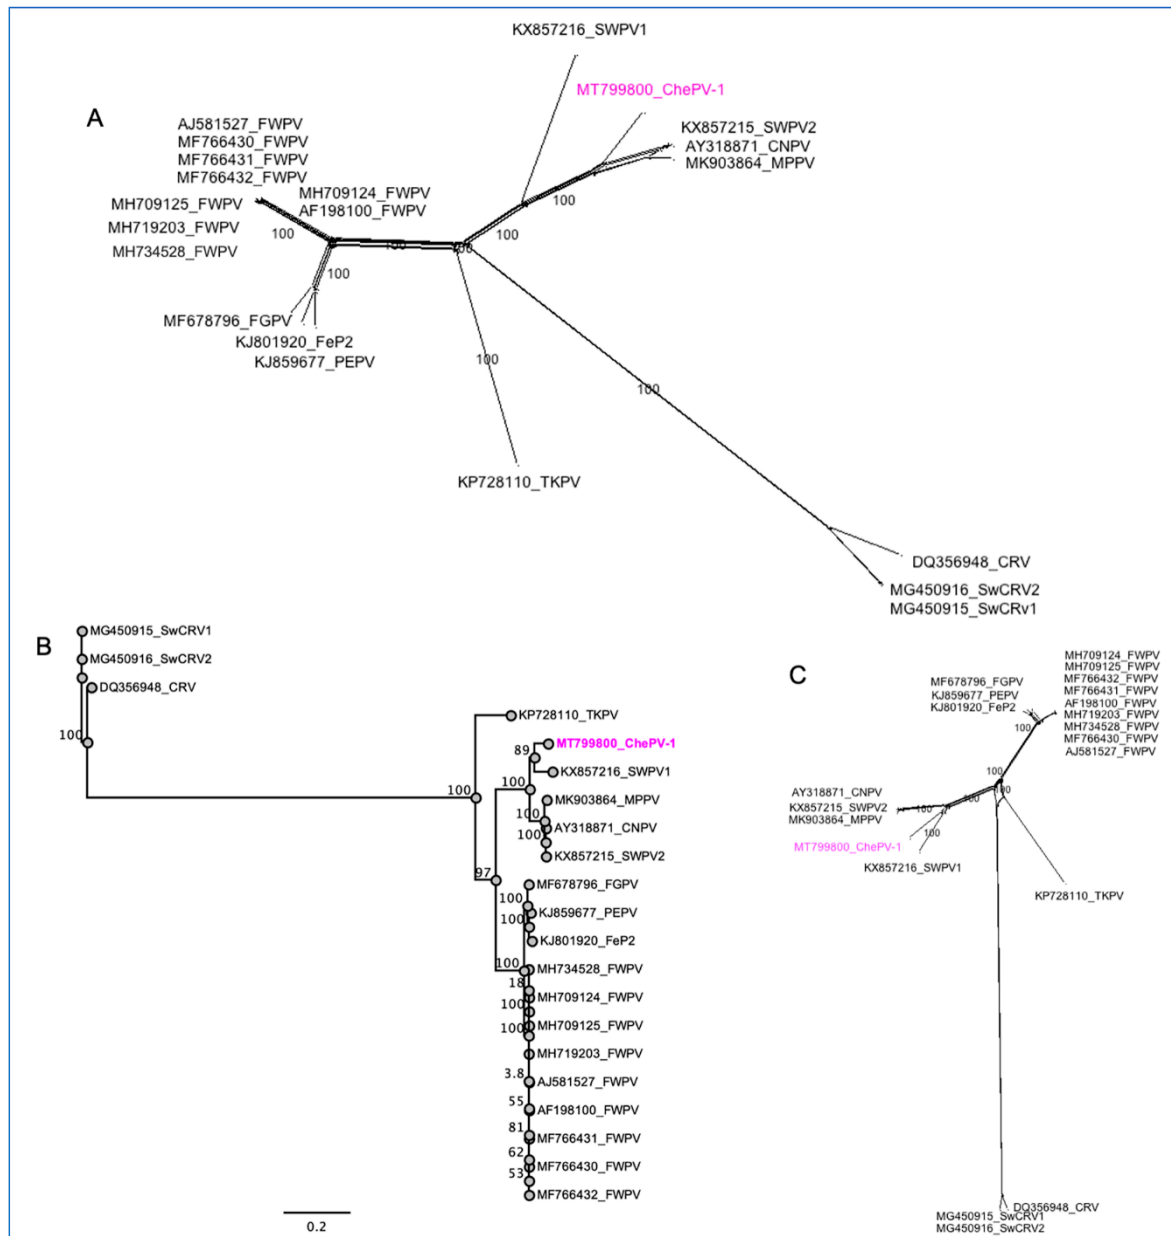 A
KX857216_SWPV1
MT799800_ChePV-1
KX857215_SWPV2
AY318871_CNPV
MK903864_MPPV
AJ581527_FWPV
MF766430_FWPV
MF766431_FWPV
MF766432_FWPV
MH709124_FWPV
AF198100_FWPV
MH709125_FWPV
MH719203_FWPV
MH734528_FWPV
100
100
100
100
100
100
100
100
MF678796_FGPV
KJ801920_FeP2
KJ859677_PEPV
KP728110_TKPV
DQ356948_CRV
MG450916_SwCRV2
MG450915_SwCRv1
B
MG450915_SwCRV1
MG450916_SwCRV2
DQ356948_CRV
100
KP728110_TKPV
100
MT799800_ChePV-1
89
KX857216_SWPV1
100
MK903864_MPPV
100
AY318871_CNPV
100
KX857215_SWPV2
97
MF678796_FGPV
100
KJ859677_PEPV
100
KJ801920_FeP2
100
MH734528_FWPV
18
MH709124_FWPV
100
MH709125_FWPV
100
MH719203_FWPV
3.8
AJ581527_FWPV
55
AF198100_FWPV
81
MF766431_FWPV
62
MF766430_FWPV
53
MF766432_FWPV
0.2
C
MH709124_FWPV
MH709125_FWPV
MF766432_FWPV
MF766431_FWPV
AF198100_FWPV
MH719203_FWPV
MH734528_FWPV
MF766430_FWPV
AJ581527_FWPV
MF678796_FGPV
KJ859677_PEPV
KJ801920_FeP2
100
100
100
100
100
100
AY318871_CNPV
KX857215_SWPV2
MK903864_MPPV
MT799800_ChePV-1
KX857216_SWPV1
KP728110_TKPV
DQ356948_CRV
MG450915_SwCRV1
MG450916_SwCRV2